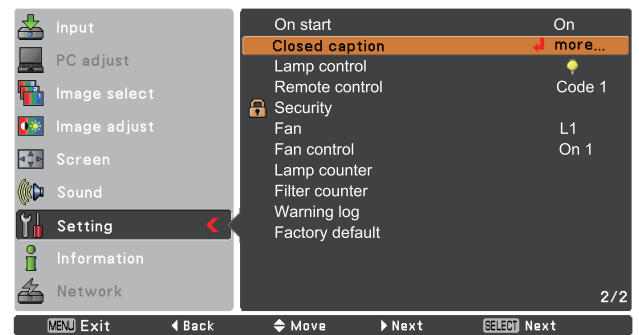 Input
PC adjust
Image select
Image adjust
Screen
Sound
Setting
Information
Network
On start On
Closed caption more...
Lamp control
Remote control Code 1
Security
Fan L1
Fan control On 1
Lamp counter
Filter counter
Warning log
Factory default
2/2
MENU Exit Back Move Next SELECT Next